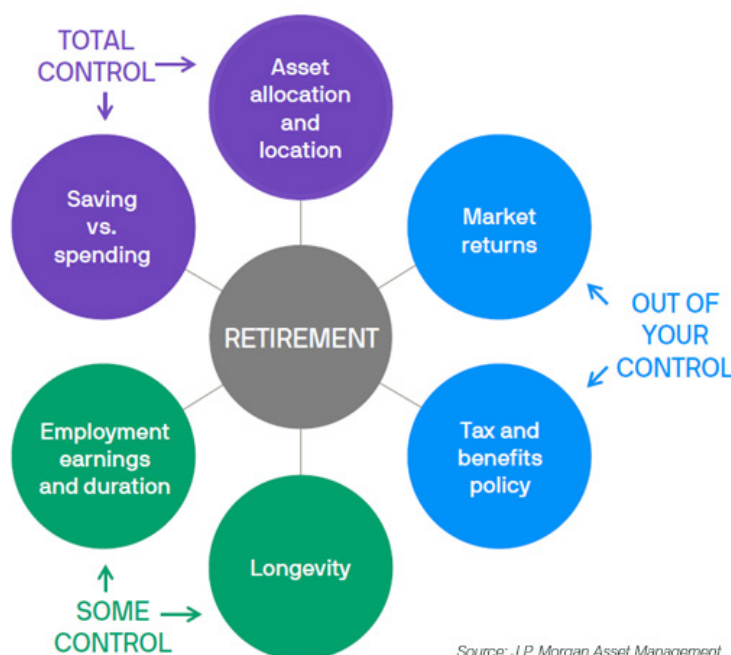 TOTAL
CONTROL
Asset
allocation
and
location
Saving
vs.
spending
Market
returns
RETIREMENT
OUT OF
YOUR
CONTROL
Employment
earnings
and duration
Tax and
benefits
policy
Longevity
SOME
CONTROL
Source: J.P. Morgan Asset Management